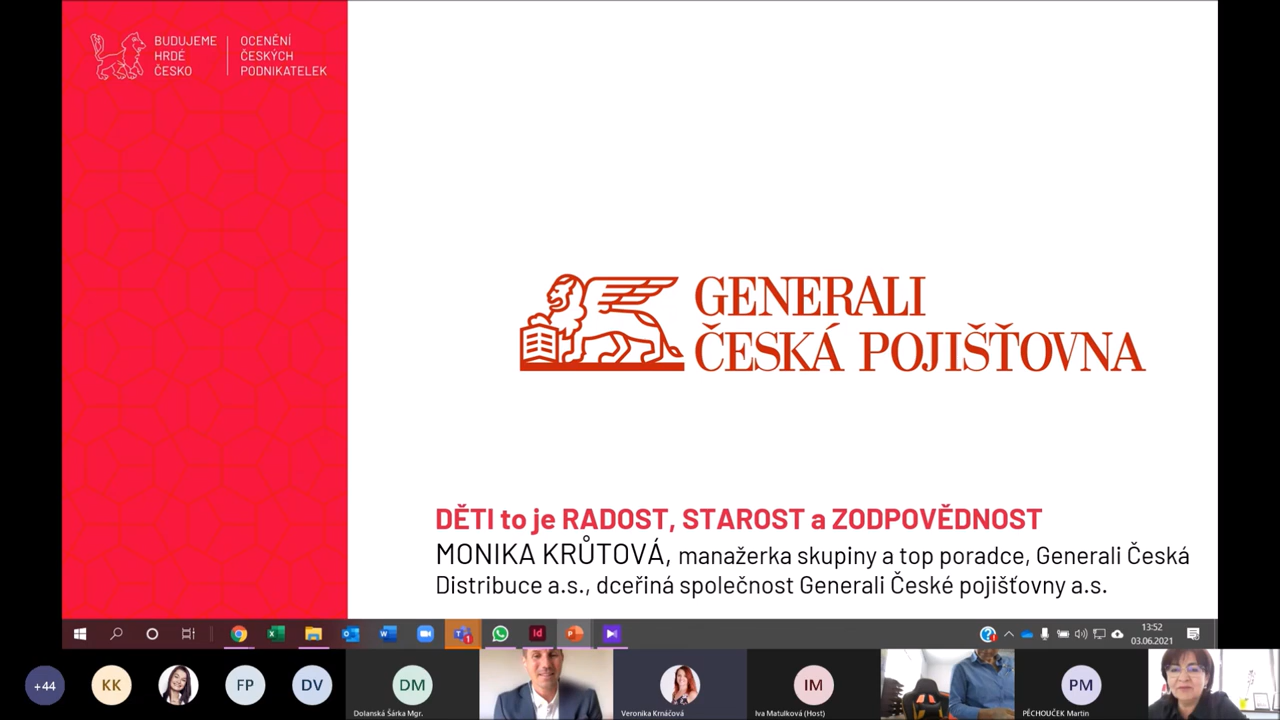 BUDUJEME
HRDÉ
ČESKO
OCENĚNÍ
ČESKÝCH
PODNIKATELEK
GENERALI
ČESKÁ POJIŠŤOVNA
DĚTI to je RADOST, STAROST a ZODPOVĚDNOST
MONIKA KRŮTOVÁ, manažerka skupiny a top poradce, Generali Česká
Distribuce a.s., dceřiná společnost Generali České pojišťovny a.s.
13:52
03.06.2021
+44
KK
FP
DV
DM
Dolanská Šárka Mgr.
Veronika Krnáčová
IM
Iva Matulková (Host)
PM
PĚCHOUČEK Martin